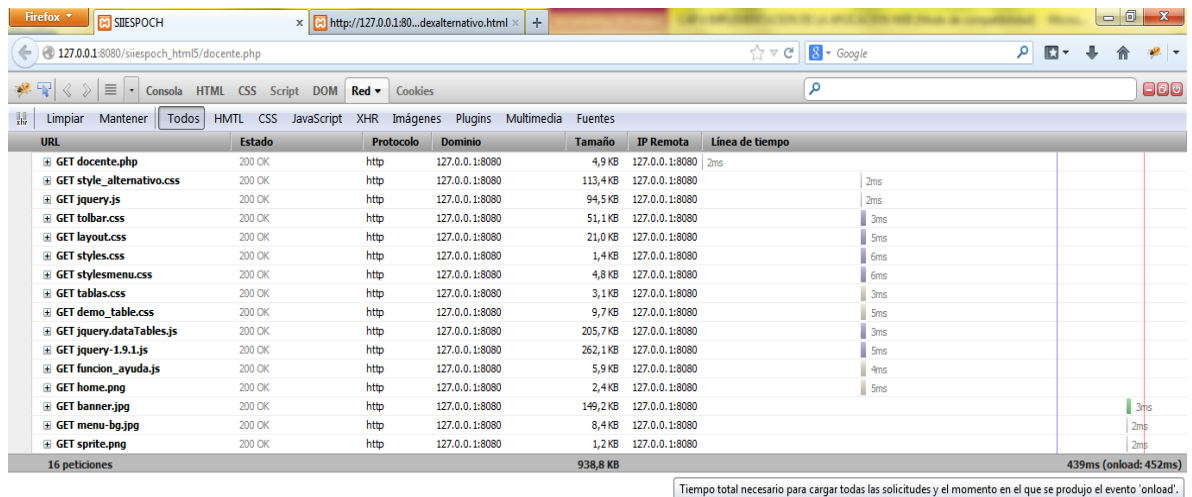 Firefox
SIIESPOCH
http://127.0.0.1:80...dexalternativo.html
127.0.0.1:8080/siiespoch_html5/docente.php
Google
Consola HTML CSS Script DOM Red Cookies
Limpiar Mantener Todos HMTL CSS JavaScript XHR Imágenes Plugins Multimedia Fuentes
URL Estado Protocolo Dominio Tamaño IP Remota Línea de tiempo
GET docente.php 200 OK http 127.0.0.1:8080 4,9 KB 127.0.0.1:8080 2ms
GET style_alternativo.css 200 OK http 127.0.0.1:8080 113,4 KB 127.0.0.1:8080 2ms
GET jquery.js 200 OK http 127.0.0.1:8080 94,5 KB 127.0.0.1:8080 2ms
GET tolbar.css 200 OK http 127.0.0.1:8080 51,1 KB 127.0.0.1:8080 3ms
GET layout.css 200 OK http 127.0.0.1:8080 21,0 KB 127.0.0.1:8080 5ms
GET styles.css 200 OK http 127.0.0.1:8080 1,4 KB 127.0.0.1:8080 6ms
GET stylesmenu.css 200 OK http 127.0.0.1:8080 4,8 KB 127.0.0.1:8080 6ms
GET tablas.css 200 OK http 127.0.0.1:8080 3,1 KB 127.0.0.1:8080 3ms
GET demo_table.css 200 OK http 127.0.0.1:8080 9,7 KB 127.0.0.1:8080 5ms
GET jquery.dataTables.js 200 OK http 127.0.0.1:8080 205,7 KB 127.0.0.1:8080 3ms
GET jquery-1.9.1.js 200 OK http 127.0.0.1:8080 262,1 KB 127.0.0.1:8080 5ms
GET funcion_ayuda.js 200 OK http 127.0.0.1:8080 5,9 KB 127.0.0.1:8080 4ms
GET home.png 200 OK http 127.0.0.1:8080 2,4 KB 127.0.0.1:8080 5ms
GET banner.jpg 200 OK http 127.0.0.1:8080 149,2 KB 127.0.0.1:8080 3ms
GET menu-bg.jpg 200 OK http 127.0.0.1:8080 8,4 KB 127.0.0.1:8080 2ms
GET sprite.png 200 OK http 127.0.0.1:8080 1,2 KB 127.0.0.1:8080 2ms
16 peticiones 938,8 KB 439ms (onload: 452ms)
Tiempo total necesario para cargar todas las solicitudes y el momento en el que se produjo el evento 'onload'.